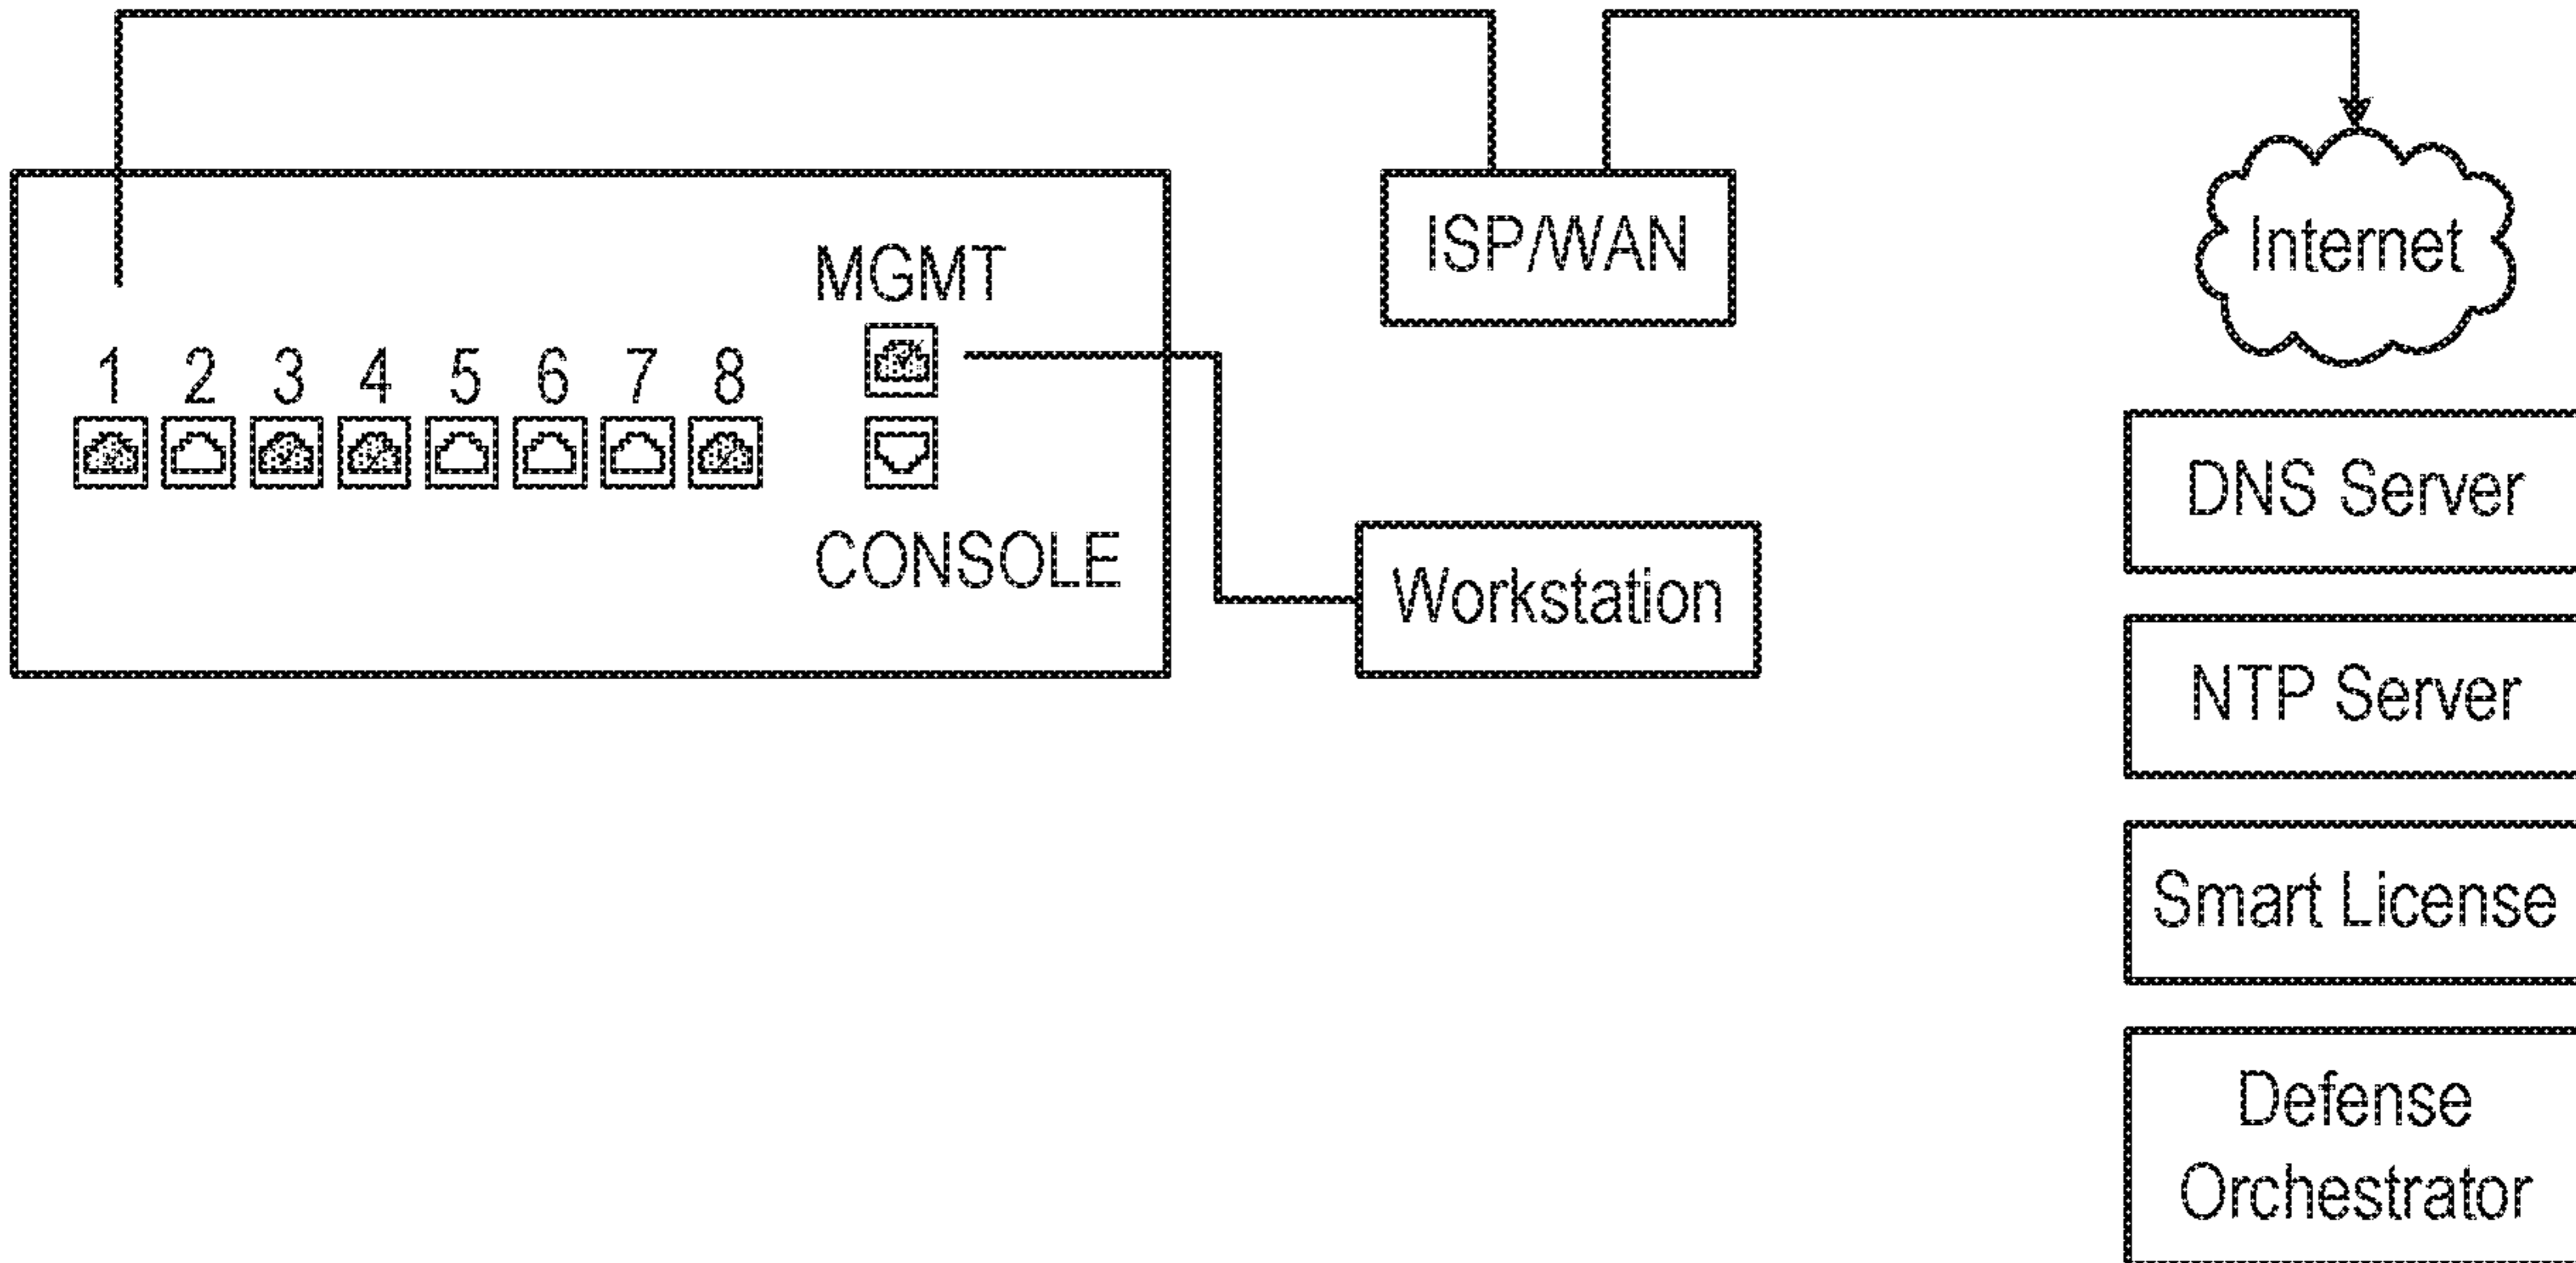 MGMT
1 2 3 4 5 6 7 8
CONSOLE
ISP/WAN
Workstation
Internet
DNS Server
NTP Server
Smart License
Defense
Orchestrator